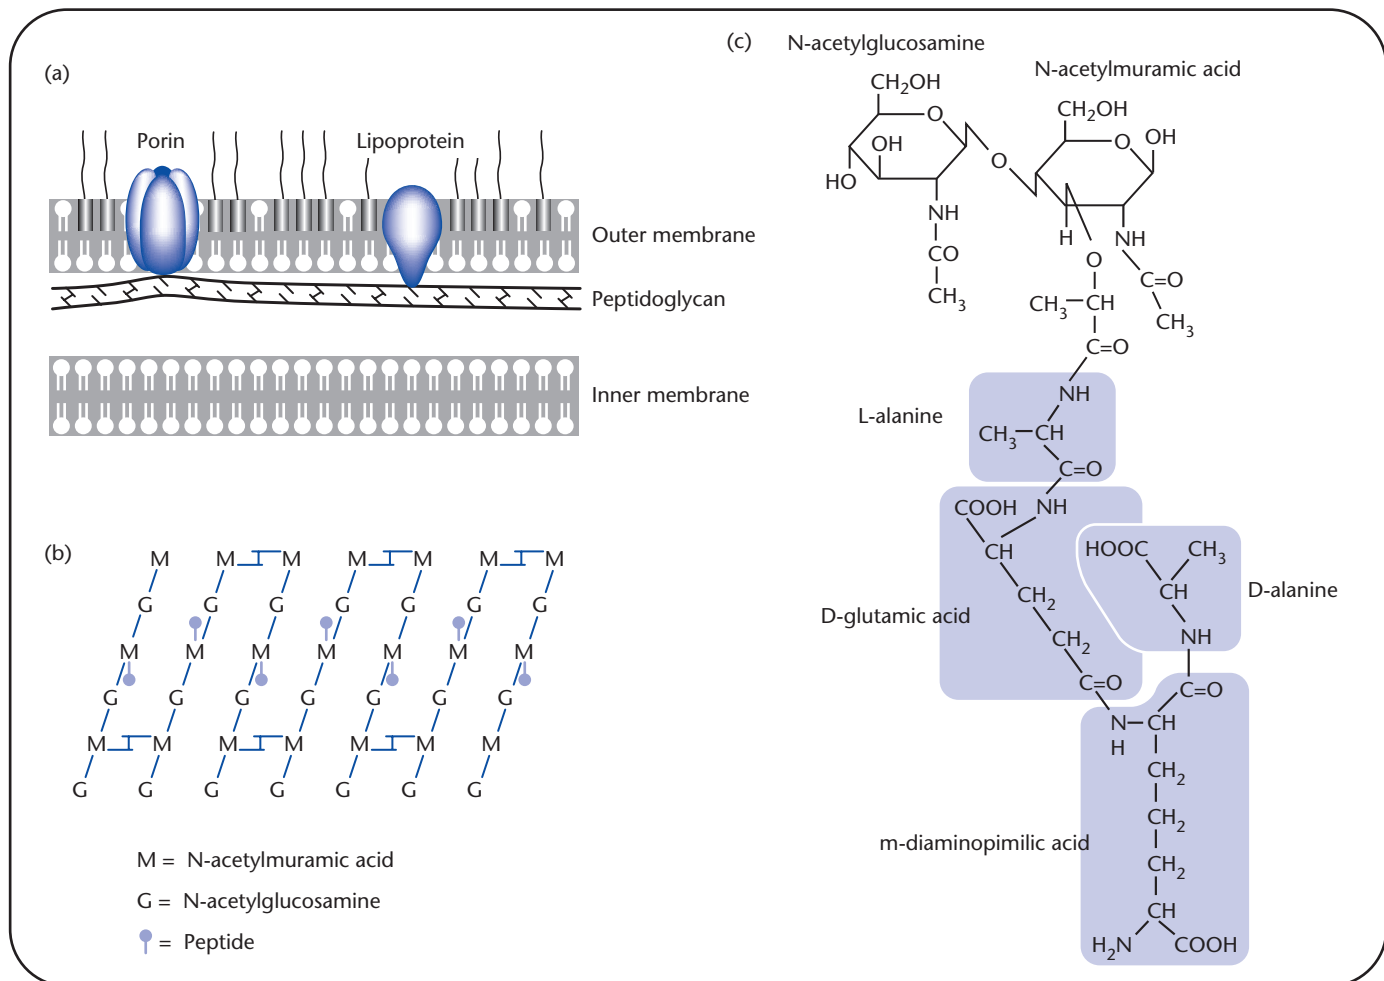 (a)
Porin
Lipoprotein
Outer membrane
Peptidoglycan
Inner membrane
(b)
M M M M M M M
G G G G G G G
M M M M M M M
G G G G G G G
M M M M M M M
G G G G G G G
M = N-acetylmuramic acid
G = N-acetylglucosamine
= Peptide
(c)
N-acetylglucosamine
N-acetylmuramic acid
CH₂OH
O
OH
HO
NH
CO
CH₃
O
CH₂OH
O
OH
H
NH
C=O
CH₃
O
CH₃ CH
C=O
L-alanine
NH
CH₃ CH
C=O
D-glutamic acid
COOH NH
CH
CH₂
CH₂
C=O
D-alanine
HOOC CH₃
CH
NH
C=O
m-diaminopimilic acid
N CH
H
CH₂
CH₂
CH₂
CH
H₂N COOH